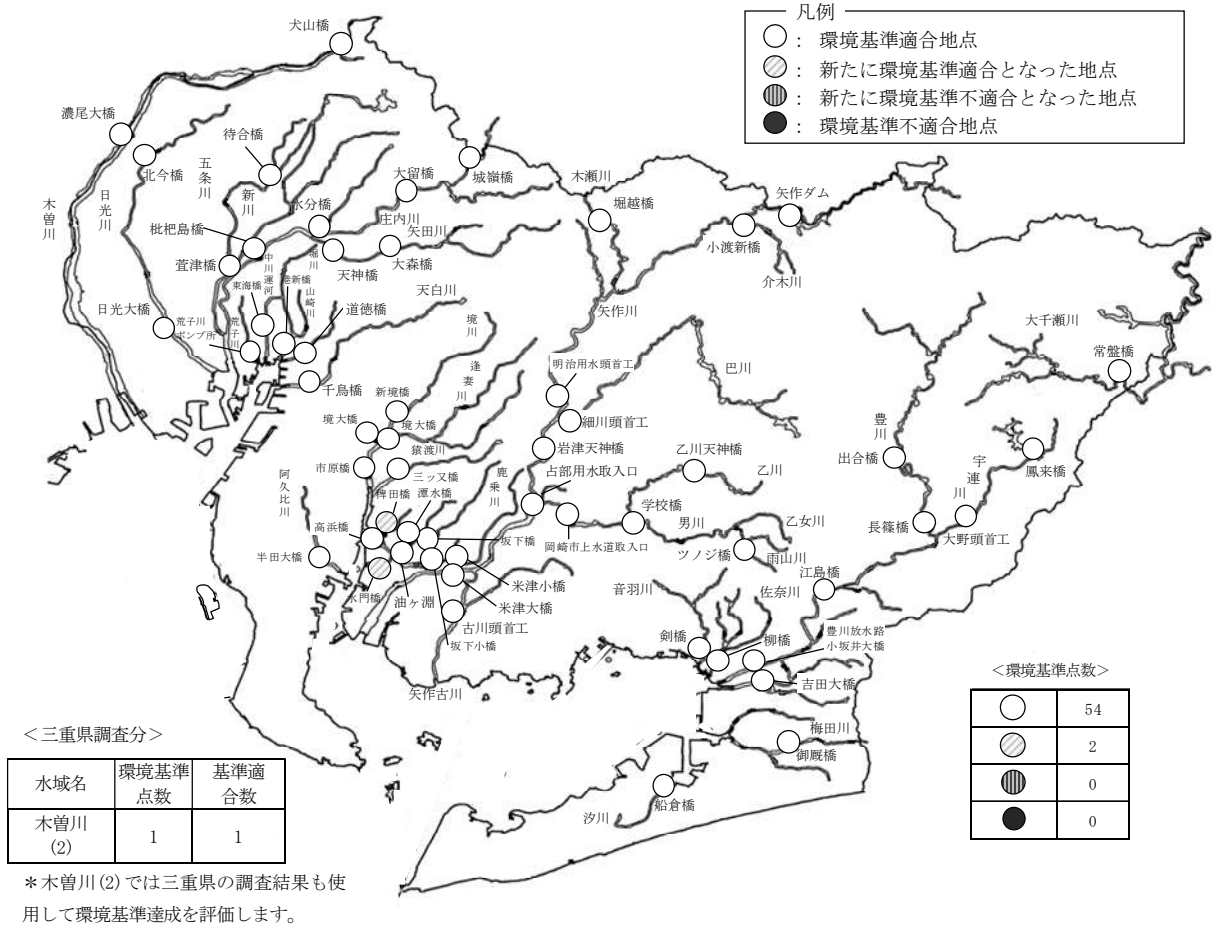 凡例
○ : 環境基準適合地点
: 新たに環境基準適合となった地点
: 新たに環境基準不適合となった地点
● : 環境基準不適合地点
犬山橋
濃尾大橋
北今橋
待合橋
五条川
新川
木曽川
日光川
枇杷島橋
水分橋
大留橋
城嶺橋
庄内川
矢田川
萱津橋
中川運河
堀川
天神橋
大森橋
東海橋
港新橋
山崎川
日光大橋
荒子川
ポンプ所
荒子川
道徳橋
天白川
千鳥橋
木瀬川
堀越橋
矢作ダム
小渡新橋
介木川
矢作川
境川
逢妻川
新境橋
境大橋
境大橋
猿渡川
市原橋
三ツ又橋
明治用水頭首工
細川頭首工
岩津天神橋
巴川
大千瀬川
常盤橋
豊川
出合橋
宇連川
鳳来橋
長篠橋
大野頭首工
阿久比川
稗田橋
潭水橋
高浜橋
半田大橋
水門橋
油ヶ淵
鹿乗川
坂下橋
米津小橋
米津大橋
古川頭首工
坂下小橋
矢作古川
占部用水取入口
岡崎市上水道取入口
学校橋
乙川天神橋
乙川
男川
乙女川
ツノジ橋
雨山川
江島橋
音羽川
佐奈川
剣橋
柳橋
豊川放水路
小坂井大橋
吉田大橋
梅田川
御厩橋
船倉橋
汐川
＜三重県調査分＞
水域名 環境基準点数 基準適合数
木曽川(2) 1 1
＊木曽川(2)では三重県の調査結果も使
用して環境基準達成を評価します。
＜環境基準点数＞
○ 54
2
0
● 0